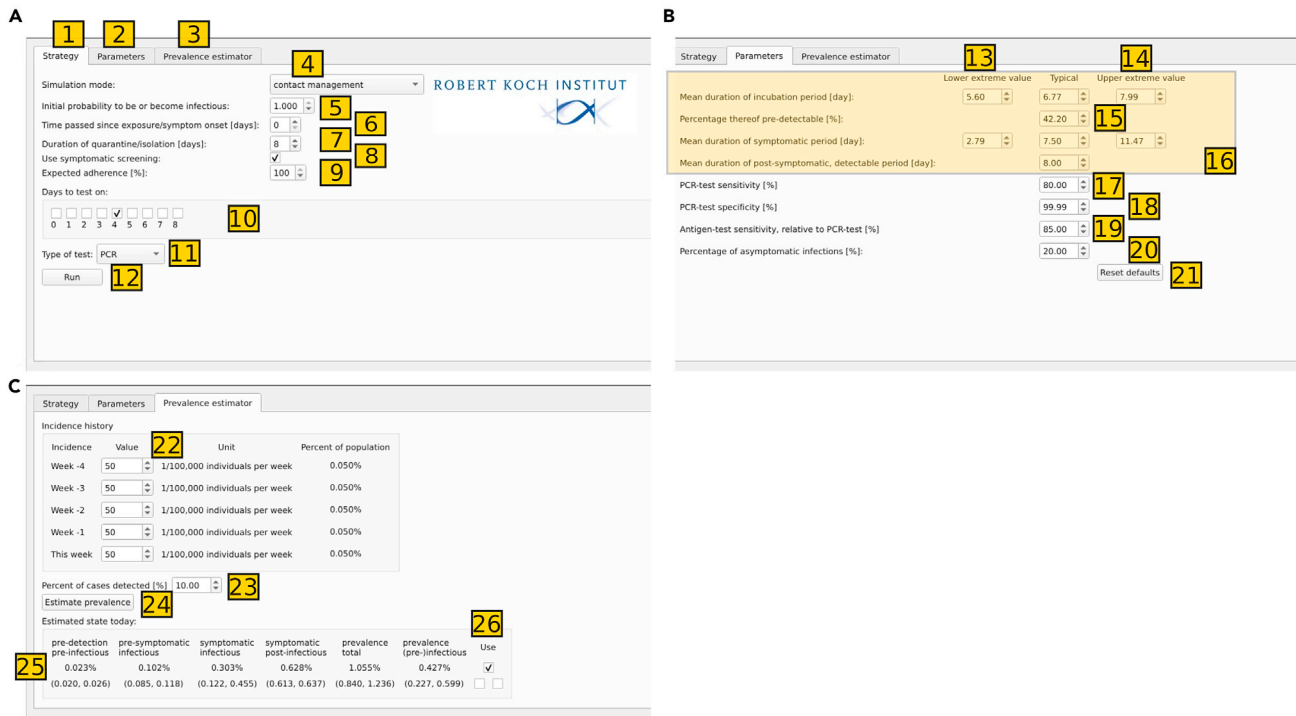 A
1 2 3
Strategy Parameters Prevalence estimator
4
Simulation mode: contact management
ROBERT KOCH INSTITUT
Initial probability to be or become infectious: 1.000 5
Time passed since exposure/symptom onset [days]: 0 6
Duration of quarantine/isolation [days]: 8 7
Use symptomatic screening: 8
Expected adherence [%]: 100 9
Days to test on:
10
0 1 2 3 4 5 6 7 8
Type of test: PCR 11
Run 12
B
Strategy Parameters Prevalence estimator
13 14
Lower extreme value Typical Upper extreme value
Mean duration of incubation period [day]: 5.60 6.77 7.99
Percentage thereof pre-detectable [%]: 42.20 15
Mean duration of symptomatic period [day]: 2.79 7.50 11.47
Mean duration of post-symptomatic, detectable period [day]: 8.00 16
PCR-test sensitivity [%] 80.00 17
PCR-test specificity [%] 99.99 18
Antigen-test sensitivity, relative to PCR-test [%] 85.00 19
Percentage of asymptomatic infections [%]: 20.00 20
Reset defaults 21
C
Strategy Parameters Prevalence estimator
Incidence history
Incidence Value 22 Unit Percent of population
Week -4 50 1/100,000 individuals per week 0.050%
Week -3 50 1/100,000 individuals per week 0.050%
Week -2 50 1/100,000 individuals per week 0.050%
Week -1 50 1/100,000 individuals per week 0.050%
This week 50 1/100,000 individuals per week 0.050%
Percent of cases detected [%] 10.00 23
Estimate prevalence 24
Estimated state today:
26
pre-detection pre-symptomatic symptomatic symptomatic prevalence prevalence Use
pre-infectious infectious infectious post-infectious total (pre-)infectious
25 0.023% 0.102% 0.303% 0.628% 1.055% 0.427%
(0.020, 0.026) (0.085, 0.118) (0.122, 0.455) (0.613, 0.637) (0.840, 1.236) (0.227, 0.599)